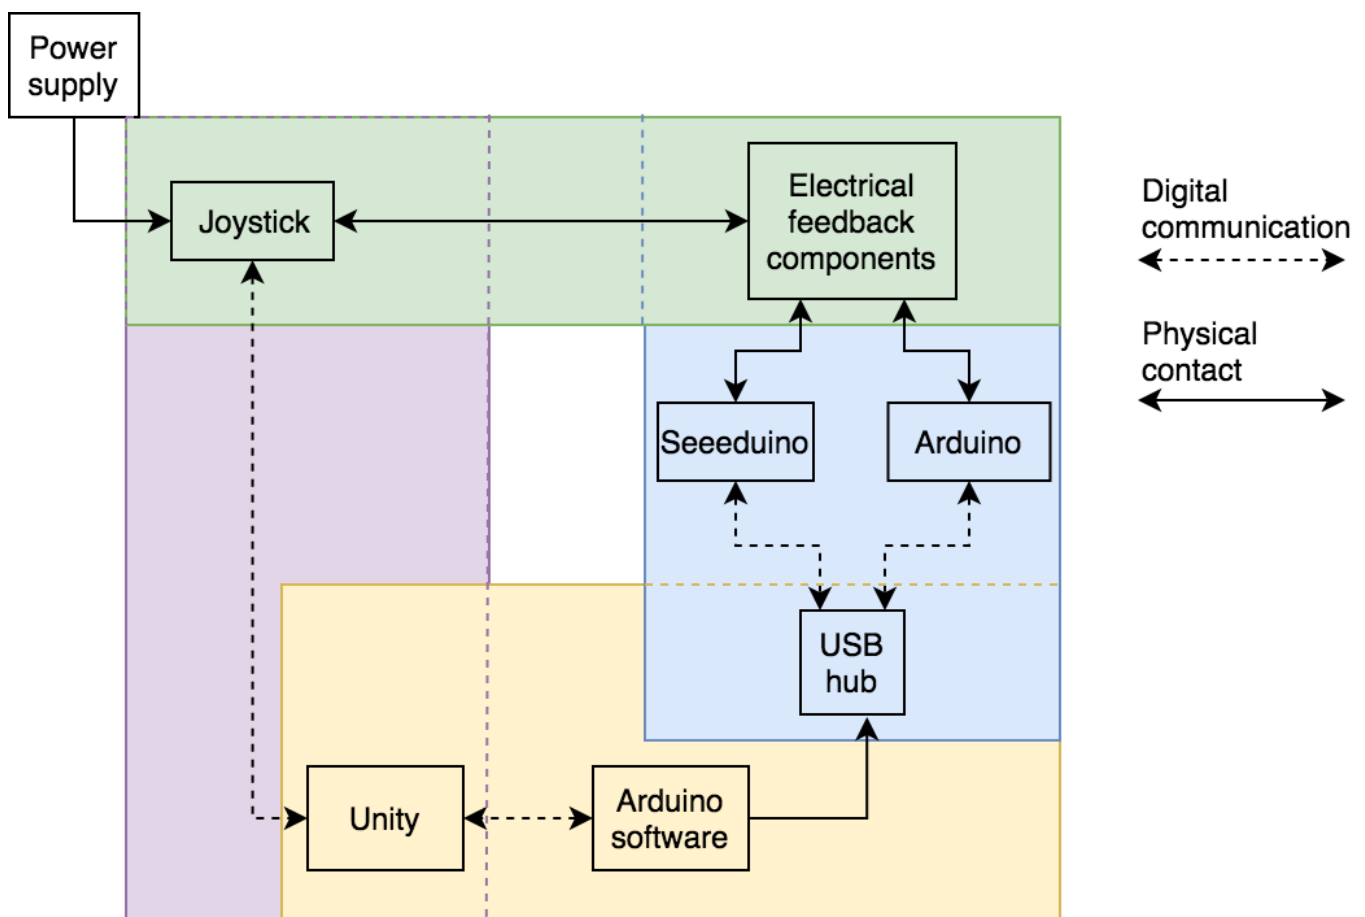 Power
supply
Joystick
Electrical
feedback
components
Digital
communication
Physical
contact
Seeeduino
Arduino
USB
hub
Unity
Arduino
software